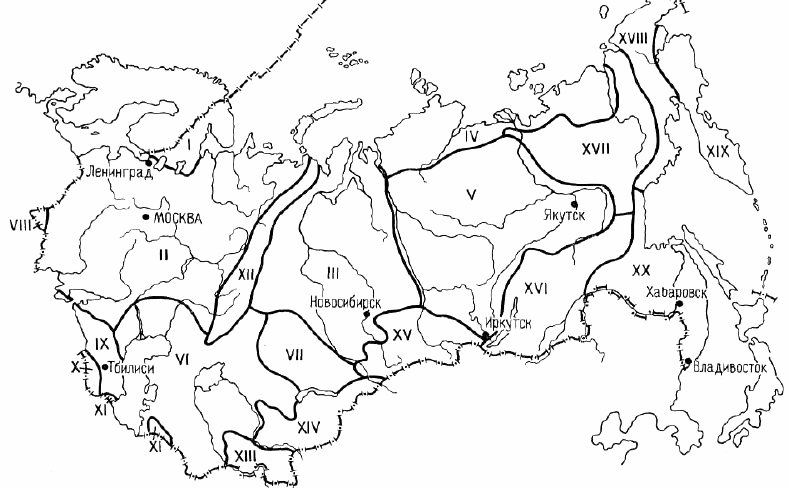 XVIII
I
IV
XVII
XIX
Ленинград
V
Якутск
VIII
МОСКВА
II
XII
III
XVI
XX
Новосибирск
Хабаровск
IX
XV
Иркутск
VI
VII
X
Тбилиси
Владивосток
XI
XIV
XI
XIII